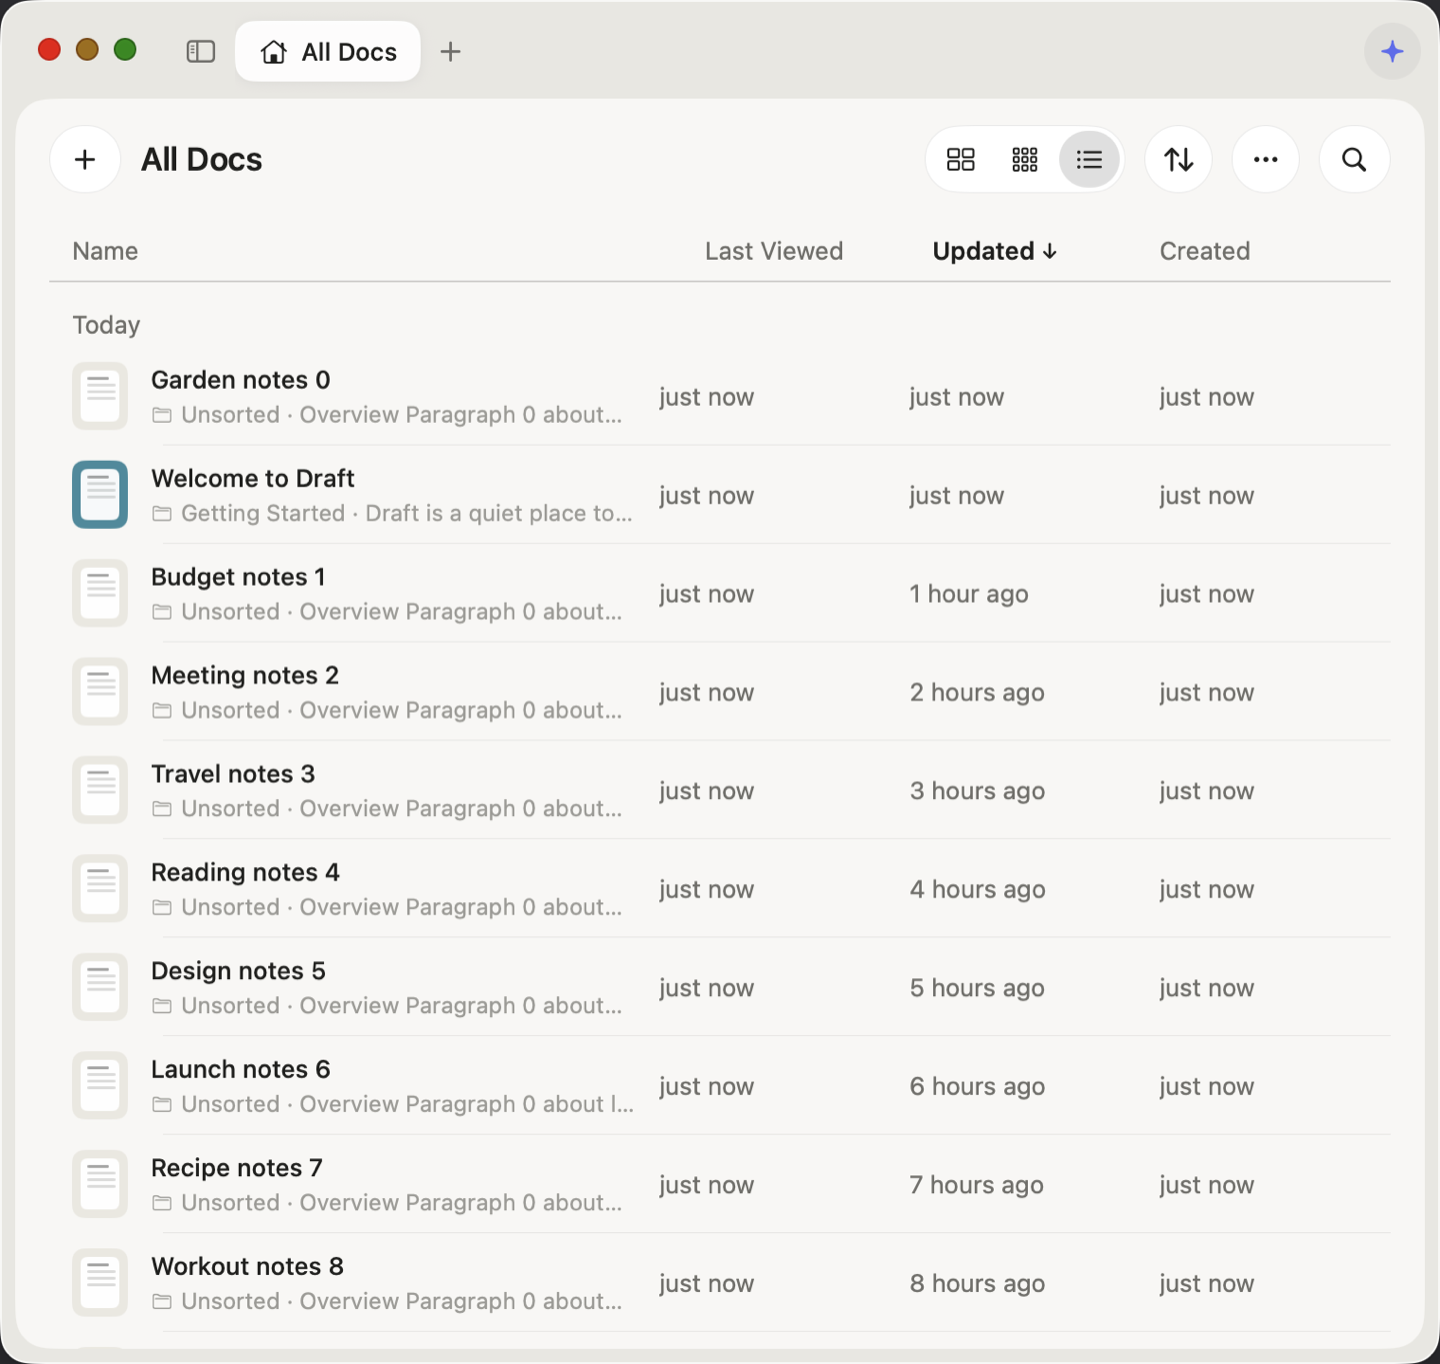 All Docs
All Docs
Name Last Viewed Updated ↓ Created
Today
Garden notes 0
Unsorted · Overview Paragraph 0 about...
just now just now just now
Welcome to Draft
Getting Started · Draft is a quiet place to...
just now just now just now
Budget notes 1
Unsorted · Overview Paragraph 0 about...
just now 1 hour ago just now
Meeting notes 2
Unsorted · Overview Paragraph 0 about...
just now 2 hours ago just now
Travel notes 3
Unsorted · Overview Paragraph 0 about...
just now 3 hours ago just now
Reading notes 4
Unsorted · Overview Paragraph 0 about...
just now 4 hours ago just now
Design notes 5
Unsorted · Overview Paragraph 0 about...
just now 5 hours ago just now
Launch notes 6
Unsorted · Overview Paragraph 0 about l...
just now 6 hours ago just now
Recipe notes 7
Unsorted · Overview Paragraph 0 about...
just now 7 hours ago just now
Workout notes 8
Unsorted · Overview Paragraph 0 about...
just now 8 hours ago just now